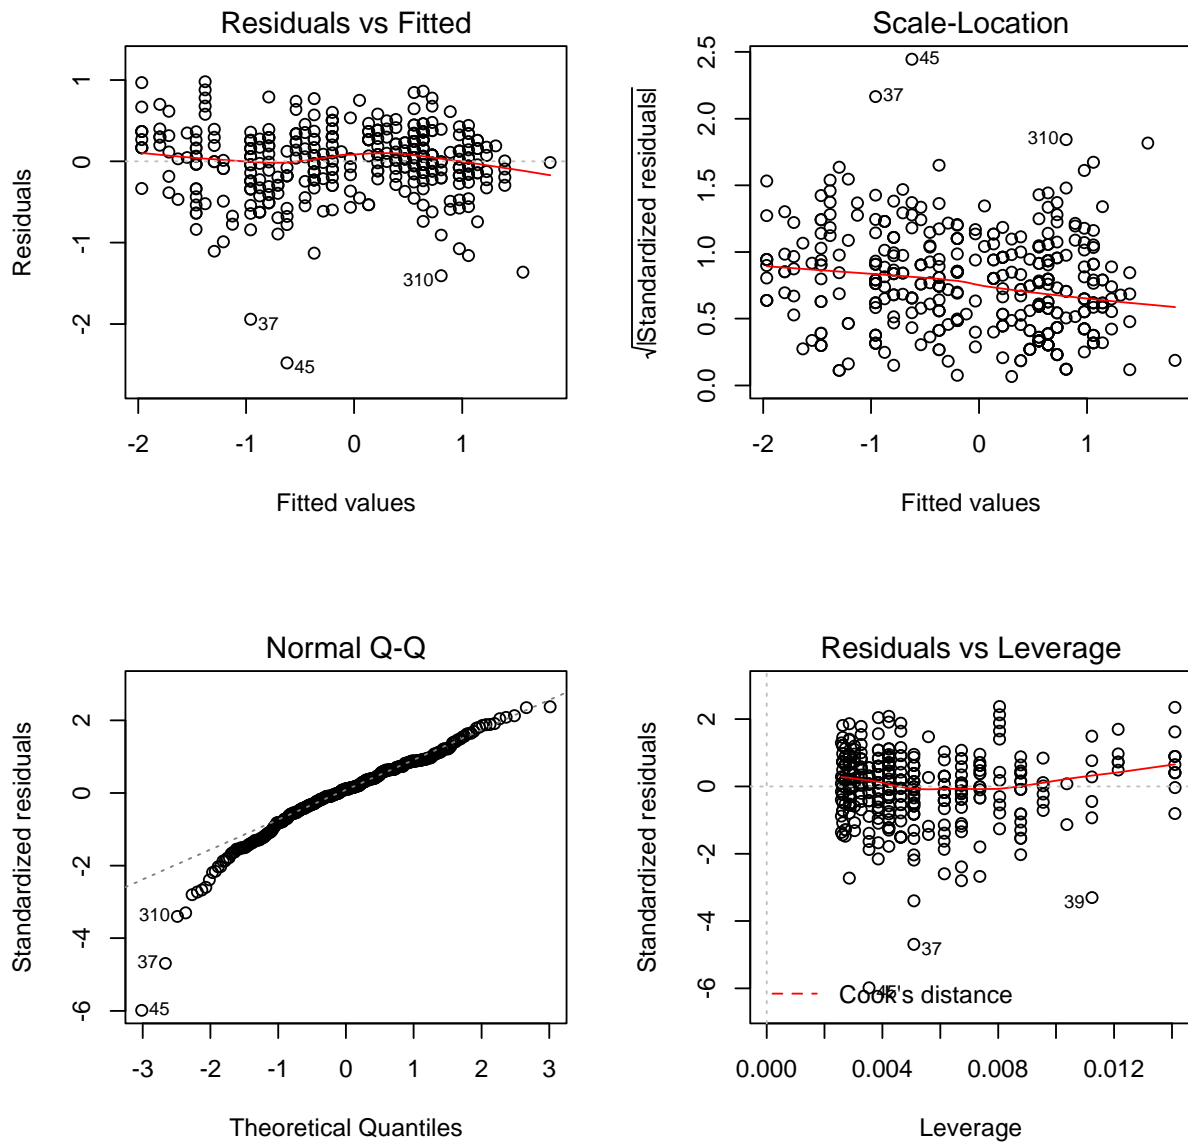 Residuals vs Fitted
Residuals
1
0
-1
-2
310
37
45
-2 -1 0 1
Fitted values
Scale-Location
√|Standardized residuals|
2.5
2.0
1.5
1.0
0.5
0.0
45
37
310
-2 -1 0 1
Fitted values
Normal Q-Q
Standardized residuals
2
0
-2
-4
-6
310
37
45
-3 -2 -1 0 1 2 3
Theoretical Quantiles
Residuals vs Leverage
Standardized residuals
2
0
-2
-4
-6
39
37
45
Cook's distance
0.000 0.004 0.008 0.012
Leverage